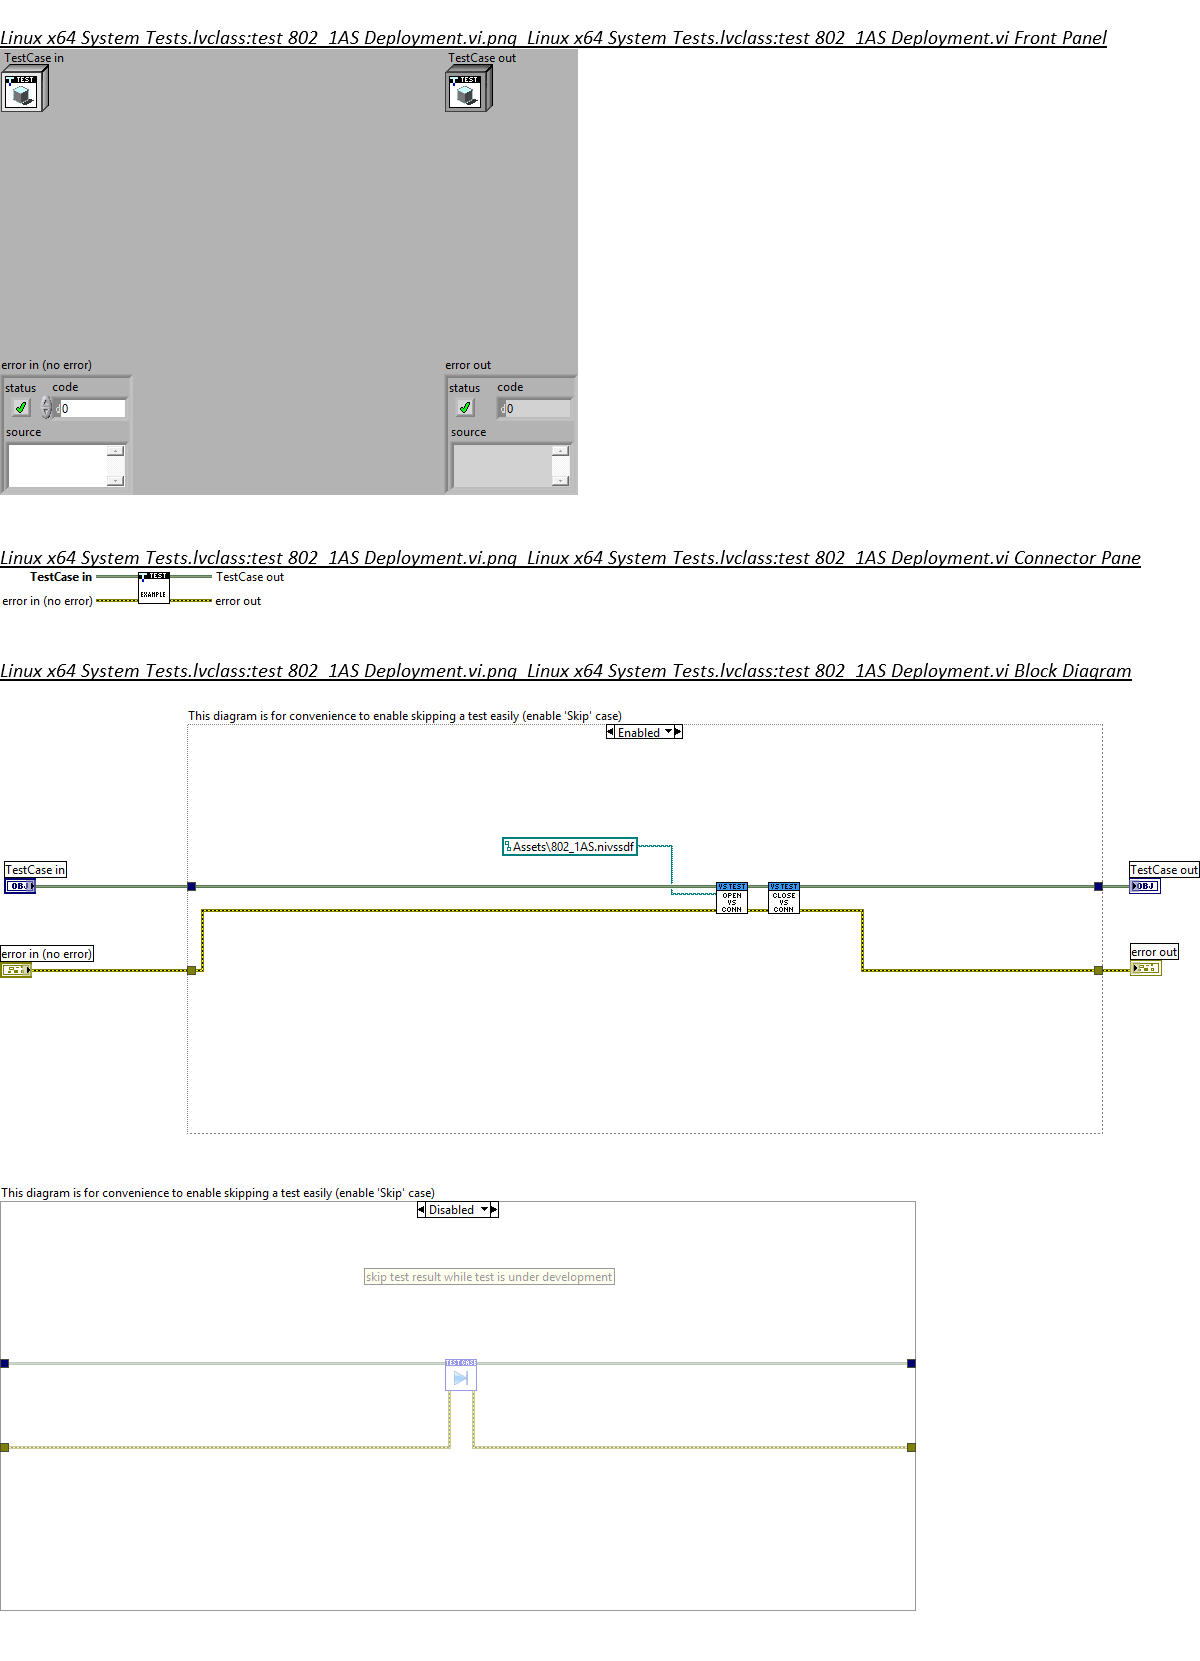 Linux x64 System Tests.lvclass:test 802_1AS Deployment.vi.png_Linux x64 System Tests.lvclass:test 802_1AS Deployment.vi Front Panel
TestCase in
TestCase out
TEST
TEST
error in (no error)
error out
status code
status code
d 0
d 0
source
source
Linux x64 System Tests.lvclass:test 802_1AS Deployment.vi.png_Linux x64 System Tests.lvclass:test 802_1AS Deployment.vi Connector Pane
TestCase in
TEST
TestCase out
EXAMPLE
error in (no error)
error out
Linux x64 System Tests.lvclass:test 802_1AS Deployment.vi.png_Linux x64 System Tests.lvclass:test 802_1AS Deployment.vi Block Diagram
This diagram is for convenience to enable skipping a test easily (enable 'Skip' case)
Enabled
Assets\802_1AS.nivssdf
TestCase in
OBJ
VS TEST
OPEN
VS
CONN
VS TEST
CLOSE
VS
CONN
TestCase out
OBJ
error in (no error)
error out
This diagram is for convenience to enable skipping a test easily (enable 'Skip' case)
Disabled
skip test result while test is under development
TEST CASE